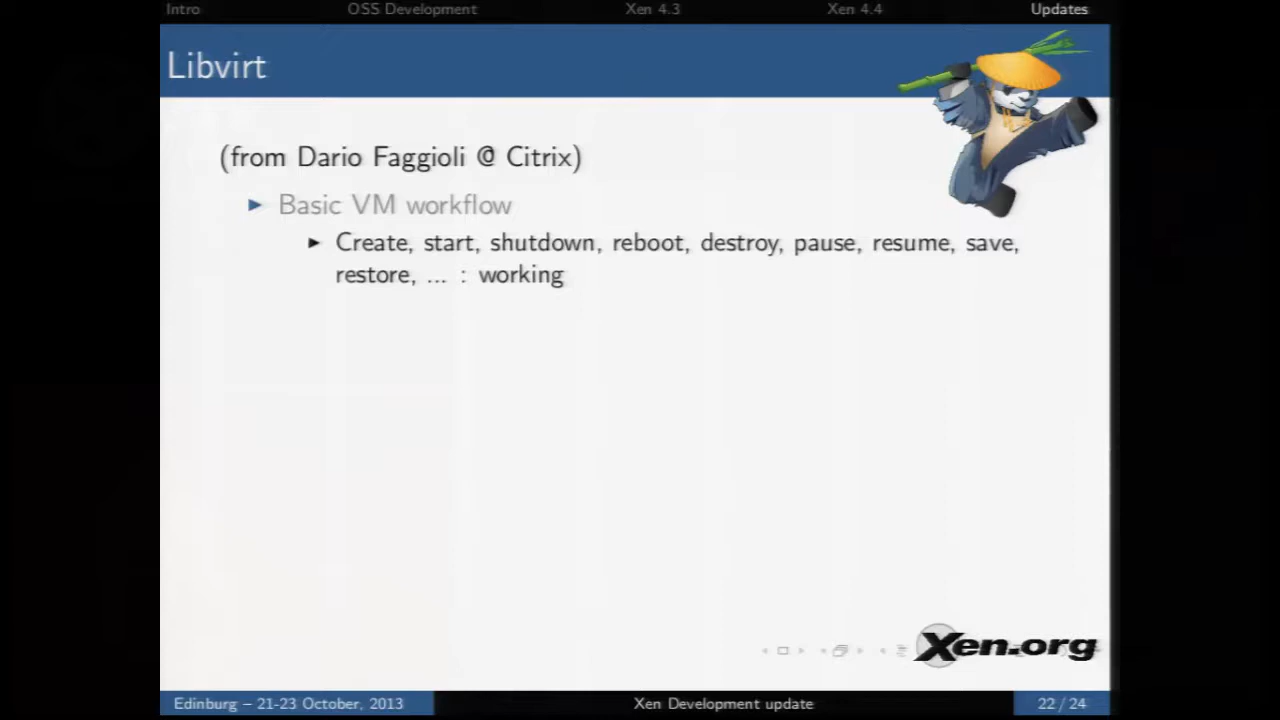 Intro OSS Development Xen 4.3 Xen 4.4 Updates
Libvirt
(from Dario Faggioli @ Citrix)
Basic VM workflow
Create, start, shutdown, reboot, destroy, pause, resume, save,
restore, ... : working
Xen.org
Edinburg – 21-23 October, 2013 Xen Development update 22 / 24